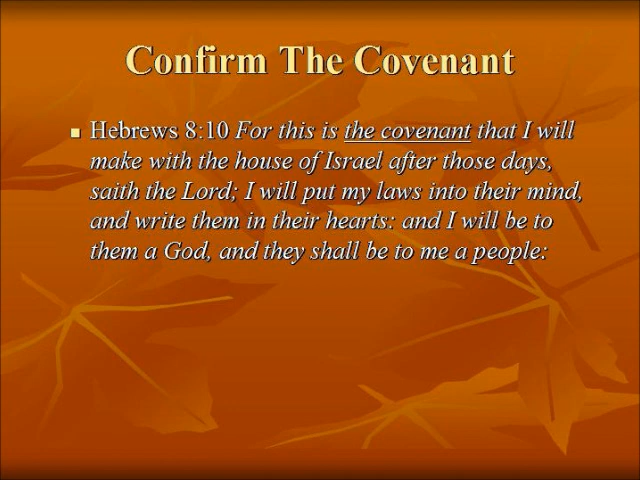 Confirm The Covenant
Hebrews 8:10 For this is the covenant that I will
make with the house of Israel after those days,
saith the Lord; I will put my laws into their mind,
and write them in their hearts: and I will be to
them a God, and they shall be to me a people: